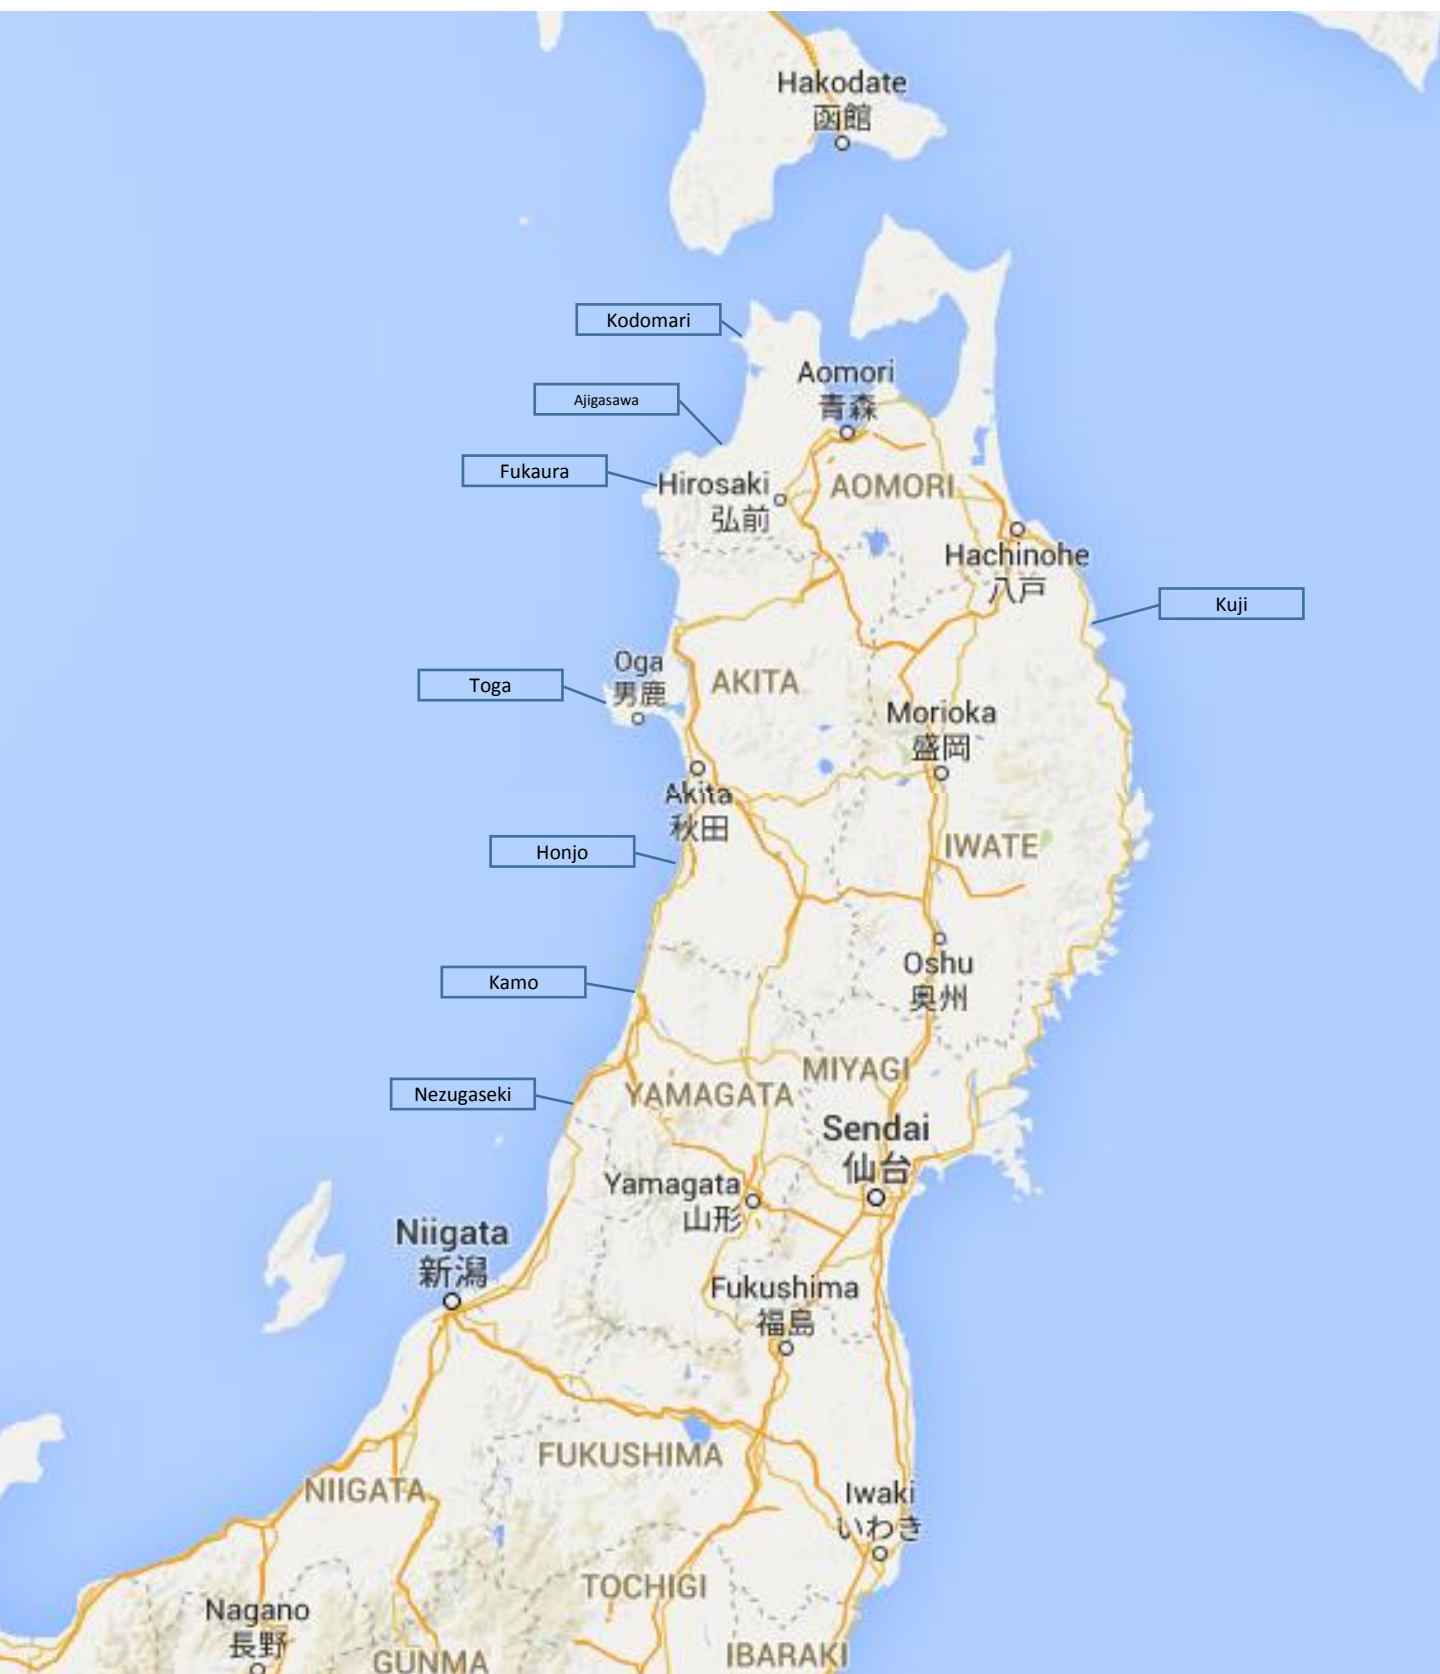 Hakodate
函館
Kodomari
Aomori
青森
Ajigasawa
Fukaura
Hirosaki
弘前
AOMORI
Hachinohe
八戸
Kuji
Oga
男鹿
Toga
AKITA
Morioka
盛岡
Akita
秋田
Honjo
IWATE
Oshu
奥州
Kamo
MIYAGI
Nezugaseki
YAMAGATA
Sendai
仙台
Yamagata
山形
Niigata
新潟
Fukushima
福島
FUKUSHIMA
NIIGATA
Iwaki
いわき
TOCHIGI
Nagano
長野
GUNMA
IBARAKI